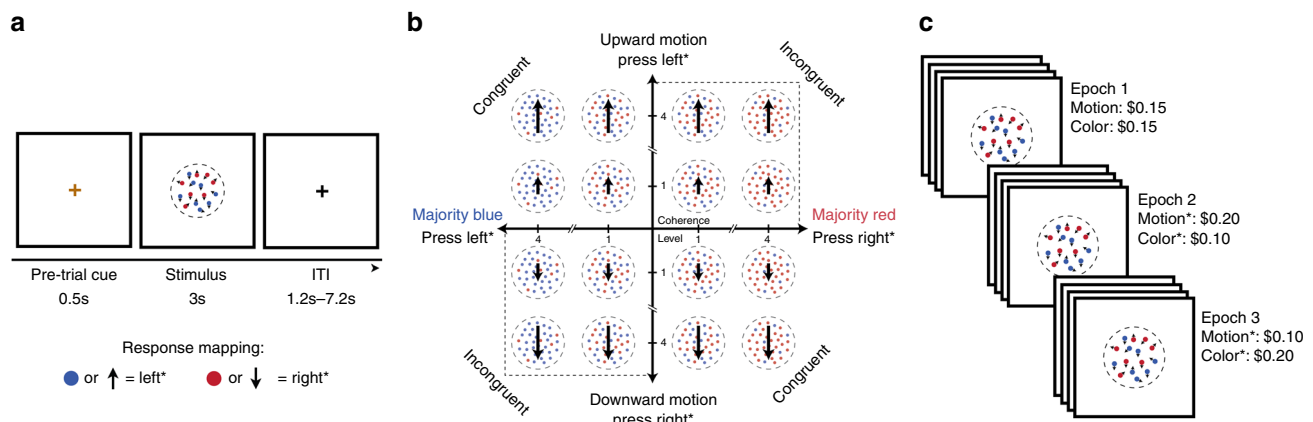 a
Pre-trial cue
Stimulus
ITI
0.5s
3s
1.2s–7.2s
Response mapping:
or = left*
or = right*
b
Upward motion
press left*
Congruent
Incongruent
4
1
Majority blue
Press left*
Coherence
Level
Majority red
Press right*
4
1
1
4
1
4
Incongruent
Congruent
Downward motion
press right*
c
Epoch 1
Motion: $0.15
Color: $0.15
Epoch 2
Motion*: $0.20
Color*: $0.10
Epoch 3
Motion*: $0.10
Color*: $0.20